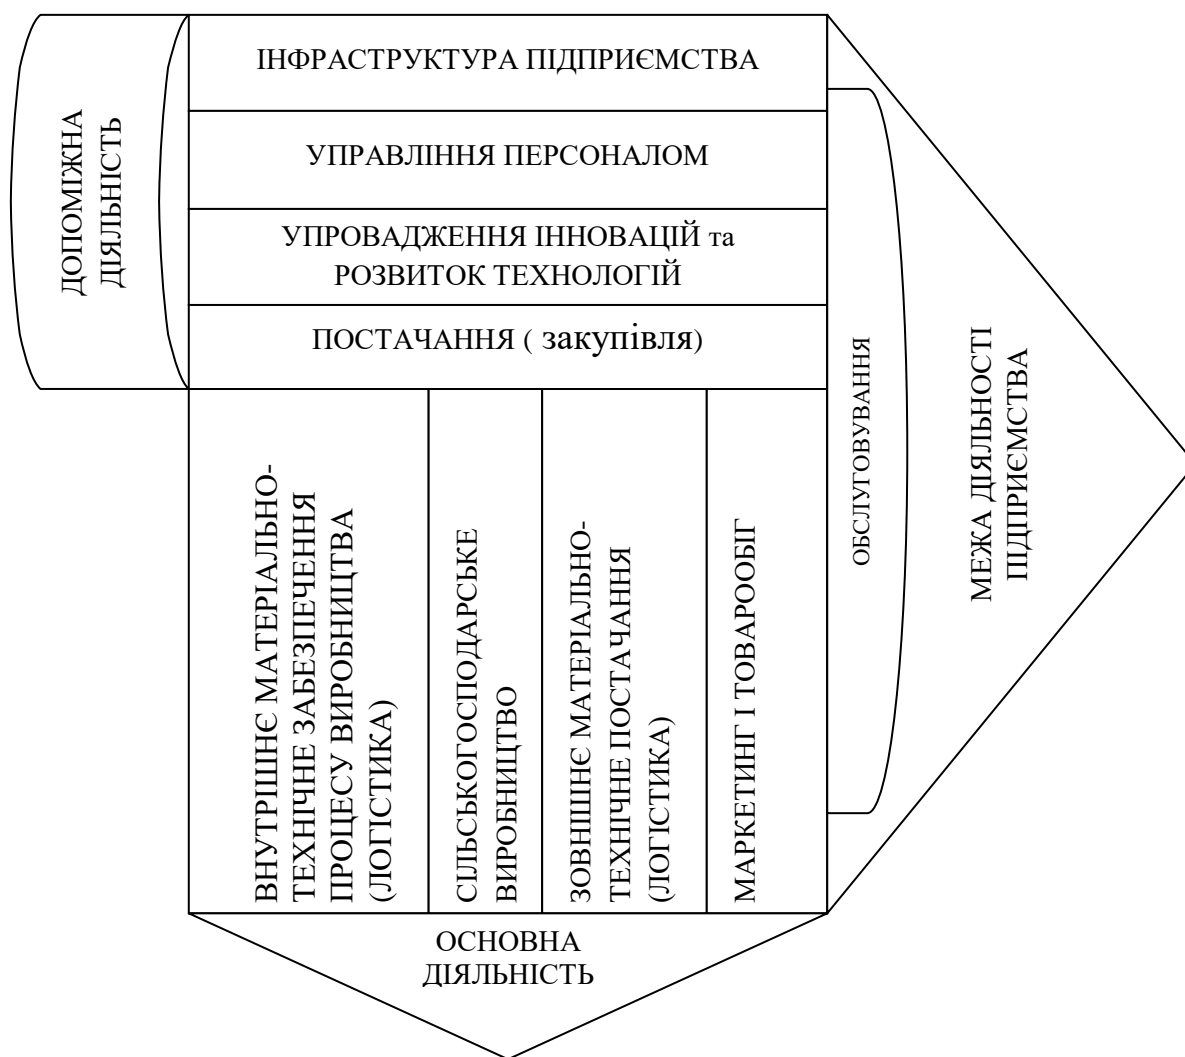 ІНФРАСТРУКТУРА ПІДПРИЄМСТВА
УПРАВЛІННЯ ПЕРСОНАЛОМ
УПРОВАДЖЕННЯ ІННОВАЦІЙ та
РОЗВИТОК ТЕХНОЛОГІЙ
ПОСТАЧАННЯ ( закупівля)
ДОПОМІЖНА
ДІЯЛЬНІСТЬ
ВНУТРІШНЄ МАТЕРІАЛЬНО-
ТЕХНІЧНЕ ЗАБЕЗПЕЧЕННЯ
ПРОЦЕСУ ВИРОБНИЦТВА
(ЛОГІСТИКА)
СІЛЬСЬКОГОСПОДАРСЬКЕ
ВИРОБНИЦТВО
ЗОВНІШНЄ МАТЕРІАЛЬНО-
ТЕХНІЧНЕ ПОСТАЧАННЯ
(ЛОГІСТИКА)
МАРКЕТИНГ І ТОВАРООБІГ
ОБСЛУГОВУВАННЯ
МЕЖА ДІЯЛЬНОСТІ
ПІДПРИЄМСТВА
ОСНОВНА
ДІЯЛЬНІСТЬ